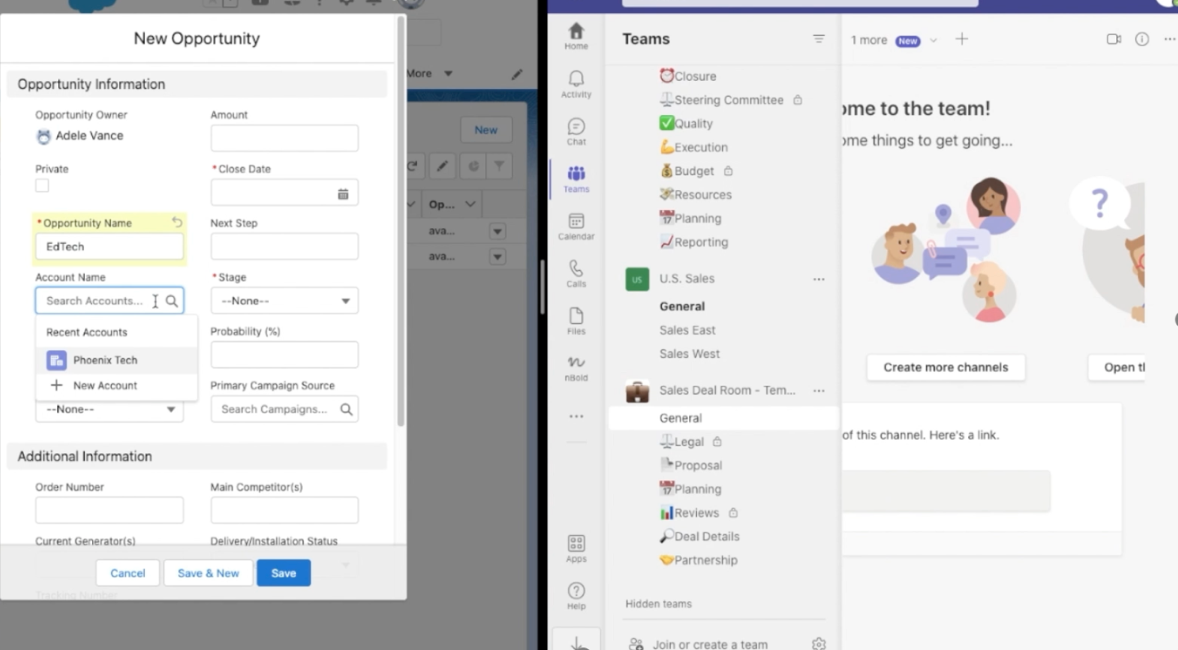 New Opportunity
Opportunity Information
Opportunity Owner
Adele Vance
Amount
Private
* Close Date
* Opportunity Name
EdTech
Next Step
Account Name
Search Accounts...
* Stage
--None--
Recent Accounts
Phoenix Tech
New Account
Probability (%)
--None--
Primary Campaign Source
Search Campaigns...
Additional Information
Order Number
Main Competitor(s)
Current Generator(s)
Delivery/Installation Status
Cancel
Save & New
Save
Tracking Number
More
New
Op...
ava...
ava...
Home
Activity
Chat
Teams
Calendar
Calls
Files
nBold
Apps
Help
Teams
Closure
Steering Committee
Quality
Execution
Budget
Resources
Planning
Reporting
US
U.S. Sales
General
Sales East
Sales West
Sales Deal Room - Tem...
General
Legal
Proposal
Planning
Reviews
Deal Details
Partnership
Hidden teams
Join or create a team
1 more New
ome to the team!
ome things to get going...
?
Create more channels
Open t
of this channel. Here's a link.